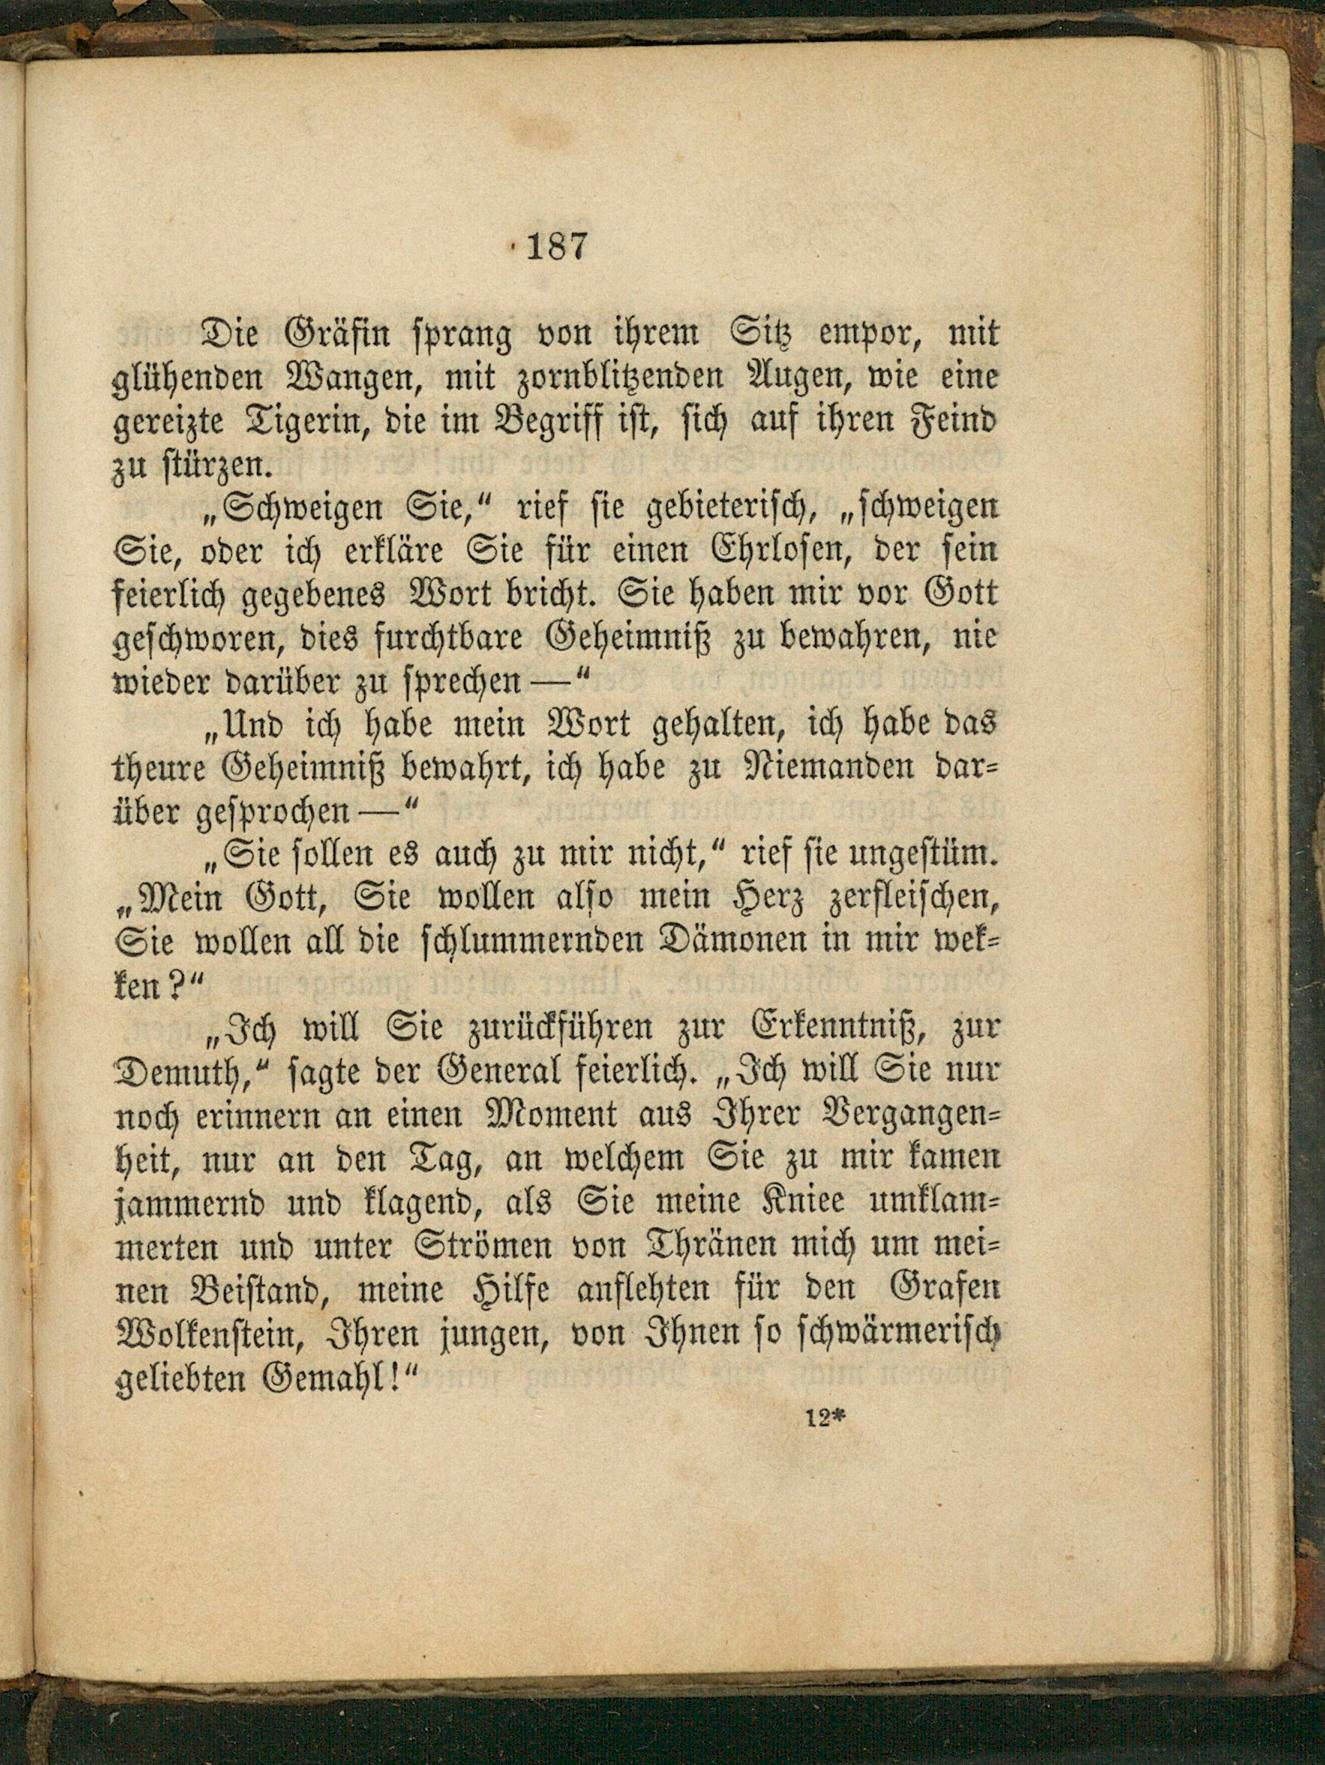 187
Die Gräfin sprang von ihrem Sitz empor, mit
glühenden Wangen, mit zornblitzenden Augen, wie eine
gereizte Tigerin, die im Begriff ist, sich auf ihren Feind
zu stürzen.
„Schweigen Sie,“ rief sie gebieterisch, „schweigen
Sie, oder ich erkläre Sie für einen Ehrlosen, der sein
feierlich gegebenes Wort bricht. Sie haben mir vor Gott
geschworen, dies furchtbare Geheimniß zu bewahren, nie
wieder darüber zu sprechen —“
„Und ich habe mein Wort gehalten, ich habe das
theure Geheimniß bewahrt, ich habe zu Niemanden dar-
über gesprochen —“
„Sie sollen es auch zu mir nicht,“ rief sie ungestüm.
„Mein Gott, Sie wollen also mein Herz zerfleischen,
Sie wollen all die schlummernden Dämonen in mir wek-
ken?“
„Ich will Sie zurückführen zur Erkenntniß, zur
Demuth,“ sagte der General feierlich. „Ich will Sie nur
noch erinnern an einen Moment aus Ihrer Vergangen-
heit, nur an den Tag, an welchem Sie zu mir kamen
jammernd und klagend, als Sie meine Kniee umklam-
merten und unter Strömen von Thränen mich um mei-
nen Beistand, meine Hilfe anflehten für den Grafen
Wolkenstein, Ihren jungen, von Ihnen so schwärmerisch
geliebten Gemahl!“
12*